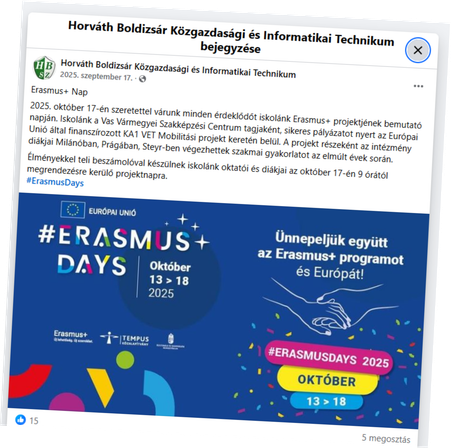 Horváth Boldizsár Közgazdasági és Informatikai Technikum
bejegyzése
Horváth Boldizsár Közgazdasági és Informatikai Technikum
2025. szeptember 17. ·
Erasmus+ Nap
2025. október 17-én szeretettel várunk minden érdeklődőt iskolánk Erasmus+ projektjének bemutató
napján. Iskolánk a Vas Vármegyei Szakképzési Centrum tagjaként, sikeres pályázatot nyert az Európai
Unió által finanszírozott KA1 VET Mobilitási projekt keretén belül. A projekt részeként az intézmény
diákjai Milánóban, Prágában, Steyr-ben végezhettek szakmai gyakorlatot az elmúlt évek során.
Élményekkel teli beszámolóval készülnek iskolánk oktatói és diákjai az október 17-én 9 órától
megrendezésre kerülő projektnapra.
#ErasmusDays
EURÓPAI UNIÓ
#ERASMUS+
DAYS
Október
13 > 18
2025
Ünnepeljük együtt
az Erasmus+ programot
és Európát!
Erasmus+
TEMPUS
KÖZALAPÍTVÁNY
#ERASMUSDAYS 2025
OKTÓBER
13 > 18
15
5 megosztás